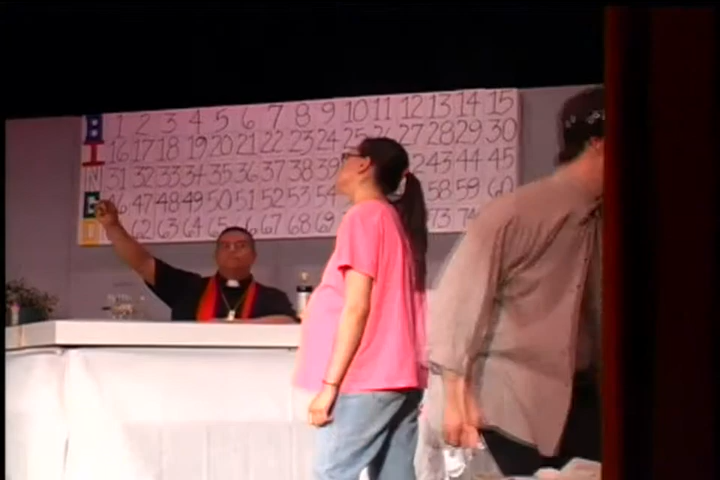 B 1 2 3 4 5 6 7 8 9 10 11 12 13 14 15
I 16 17 18 19 20 21 22 23 24 25 27 28 29 30
N 31 32 33 34 35 36 37 38 39 43 44 45
G 46 47 48 49 50 51 52 53 54 58 59 60
O 62 63 64 65 66 67 68 69 73 74